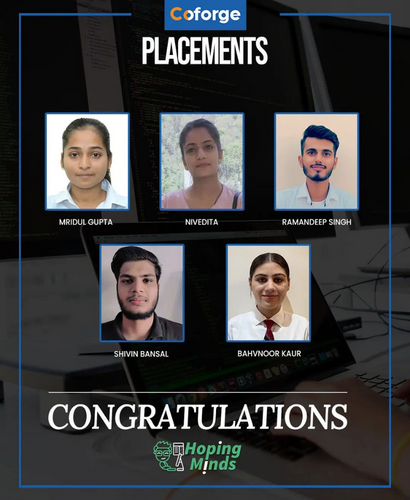 Coforge
PLACEMENTS
MRIDUL GUPTA
NIVEDITA
RAMANDEEP SINGH
SHIVIN BANSAL
BAHVNOOR KAUR
CONGRATULATIONS
Hoping
Minds